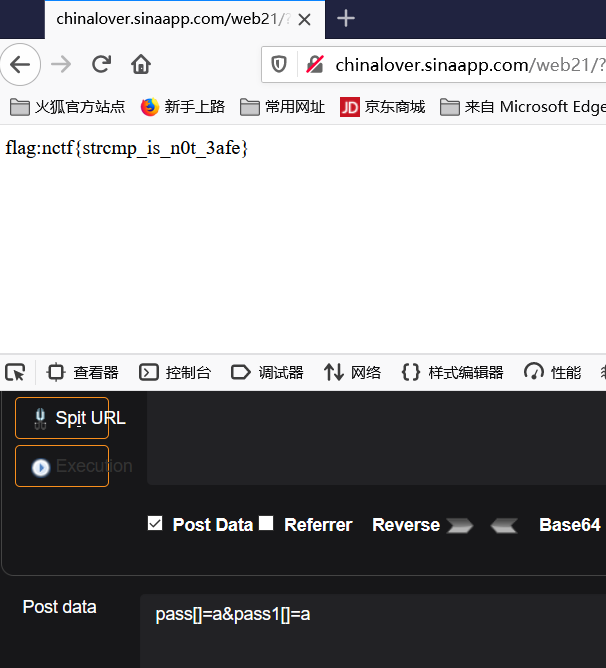 chinalover.sinaapp.com/web21/?
chinalover.sinaapp.com/web21/?
火狐官方站点 新手上路 常用网址 JD 京东商城 来自 Microsoft Edge
flag:nctf{strcmp_is_n0t_3afe}
查看器 控制台 调试器 网络 {} 样式编辑器 性能
Spit URL
Execution
Post Data Referrer Reverse Base64
Post data
pass[]=a&pass1[]=a